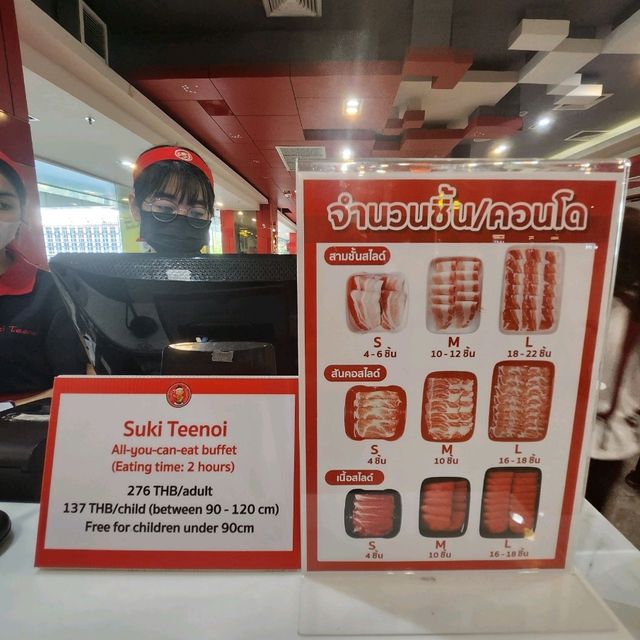 Suki Teenoi
All-you-can-eat buffet
(Eating time: 2 hours)
276 THB/adult
137 THB/child (between 90 - 120 cm)
Free for children under 90cm
จำนวนชิ้น/คอนโด
สามชั้นสไลด์
S M L
4 - 6 ชิ้น 10 - 12 ชิ้น 18 - 22 ชิ้น
สันคอสไลด์
S M L
4 ชิ้น 10 ชิ้น 16 - 18 ชิ้น
เนื้อสไลด์
S M L
4 ชิ้น 10 ชิ้น 16 - 18 ชิ้น